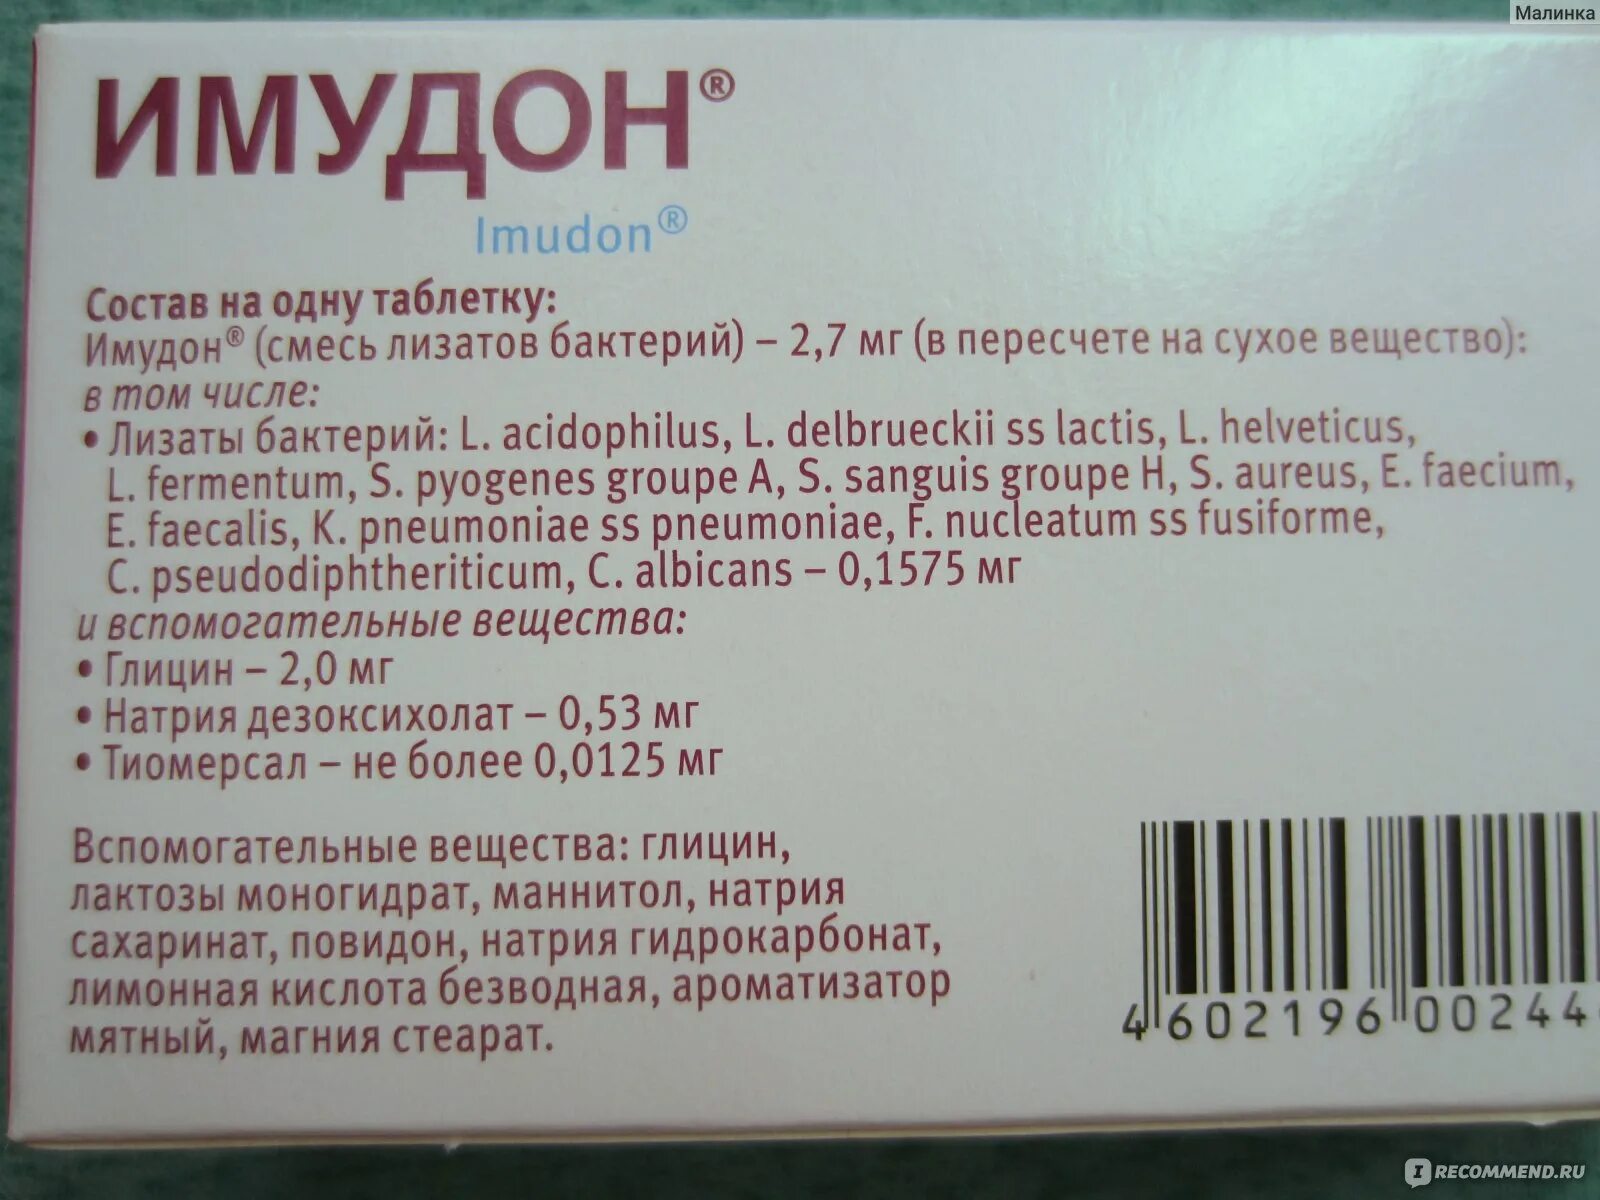 Малинка
ИМУДОН®
Imudon®
Состав на одну таблетку:
Имудон® (смесь лизатов бактерий) – 2,7 мг (в пересчете на сухое вещество):
в том числе:
• Лизаты бактерий: L. acidophilus, L. delbrueckii ss lactis, L. helveticus,
L. fermentum, S. pyogenes groupe A, S. sanguis groupe H, S. aureus, E. faecium,
E. faecalis, K. pneumoniae ss pneumoniae, F. nucleatum ss fusiforme,
C. pseudodiphtheriticum, C. albicans – 0,1575 мг
и вспомогательные вещества:
• Глицин – 2,0 мг
• Натрия дезоксихолат – 0,53 мг
• Тиомерсал – не более 0,0125 мг
Вспомогательные вещества: глицин,
лактозы моногидрат, маннитол, натрия
сахаринат, повидон, натрия гидрокарбонат,
лимонная кислота безводная, ароматизатор
мятный, магния стеарат.
4 602196 00244
IRECOMMEND.RU